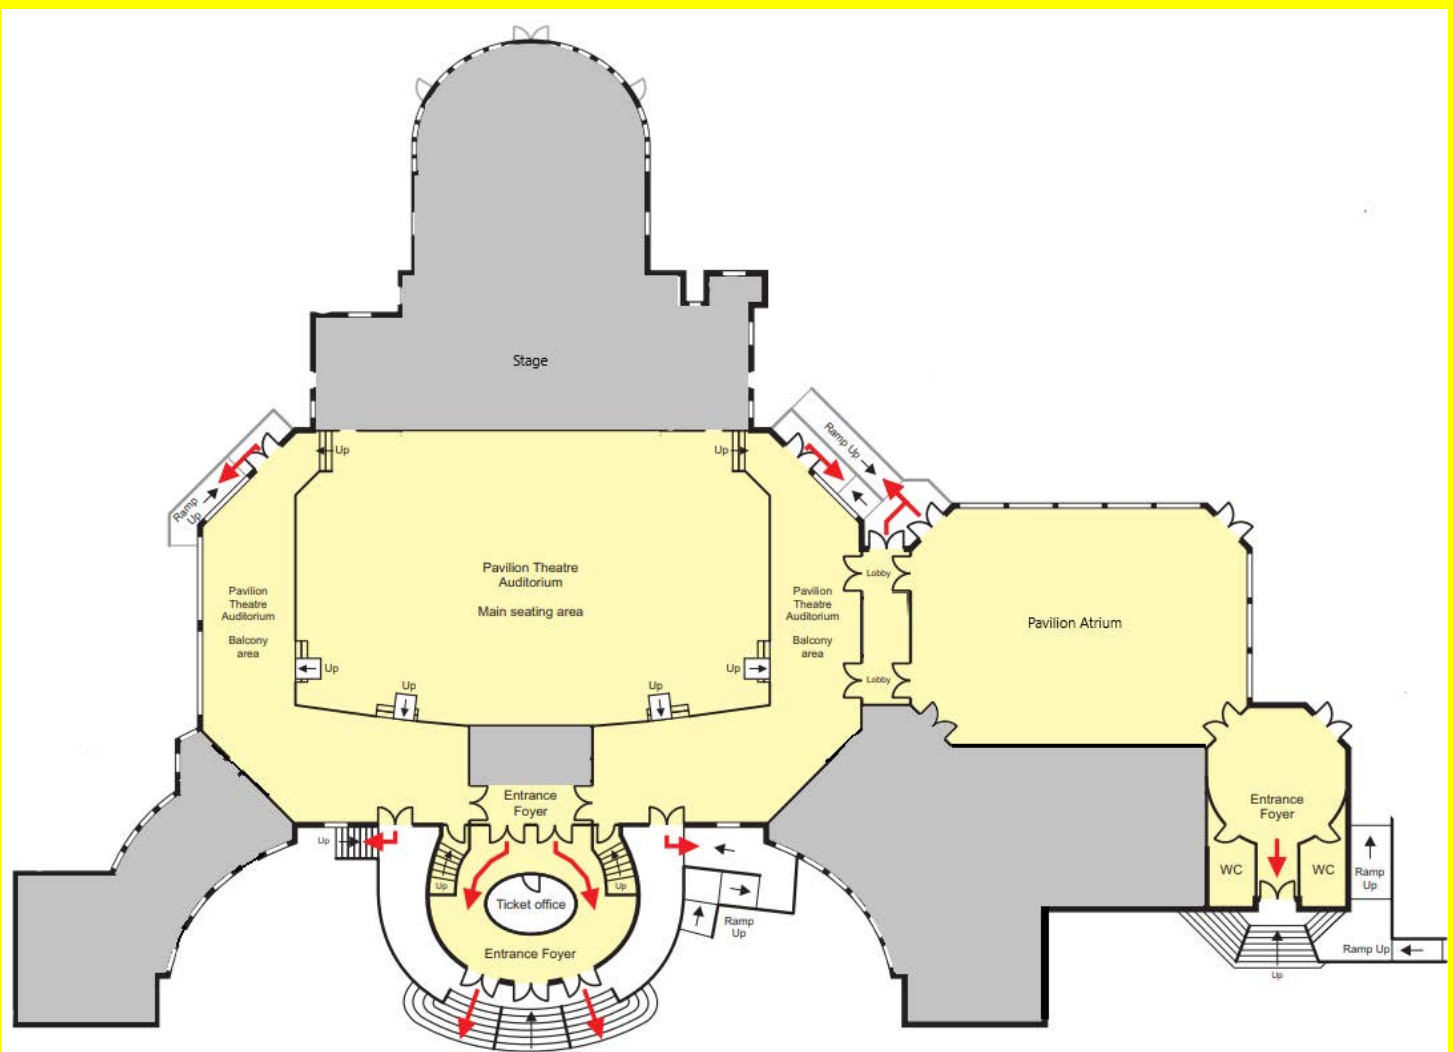 Stage
Up
Up
Ramp Up
Ramp
Up
Pavilion Theatre
Auditorium
Main seating area
Pavilion
Theatre
Auditorium
Balcony
area
Pavilion
Theatre
Auditorium
Balcony
area
Lobby
Pavilion Atrium
Up
Up
Lobby
Up
Up
Entrance
Foyer
Entrance
Foyer
Up
Up
Up
WC
WC
Ramp
Up
Ticket office
Ramp
Up
Entrance Foyer
Ramp Up
Up